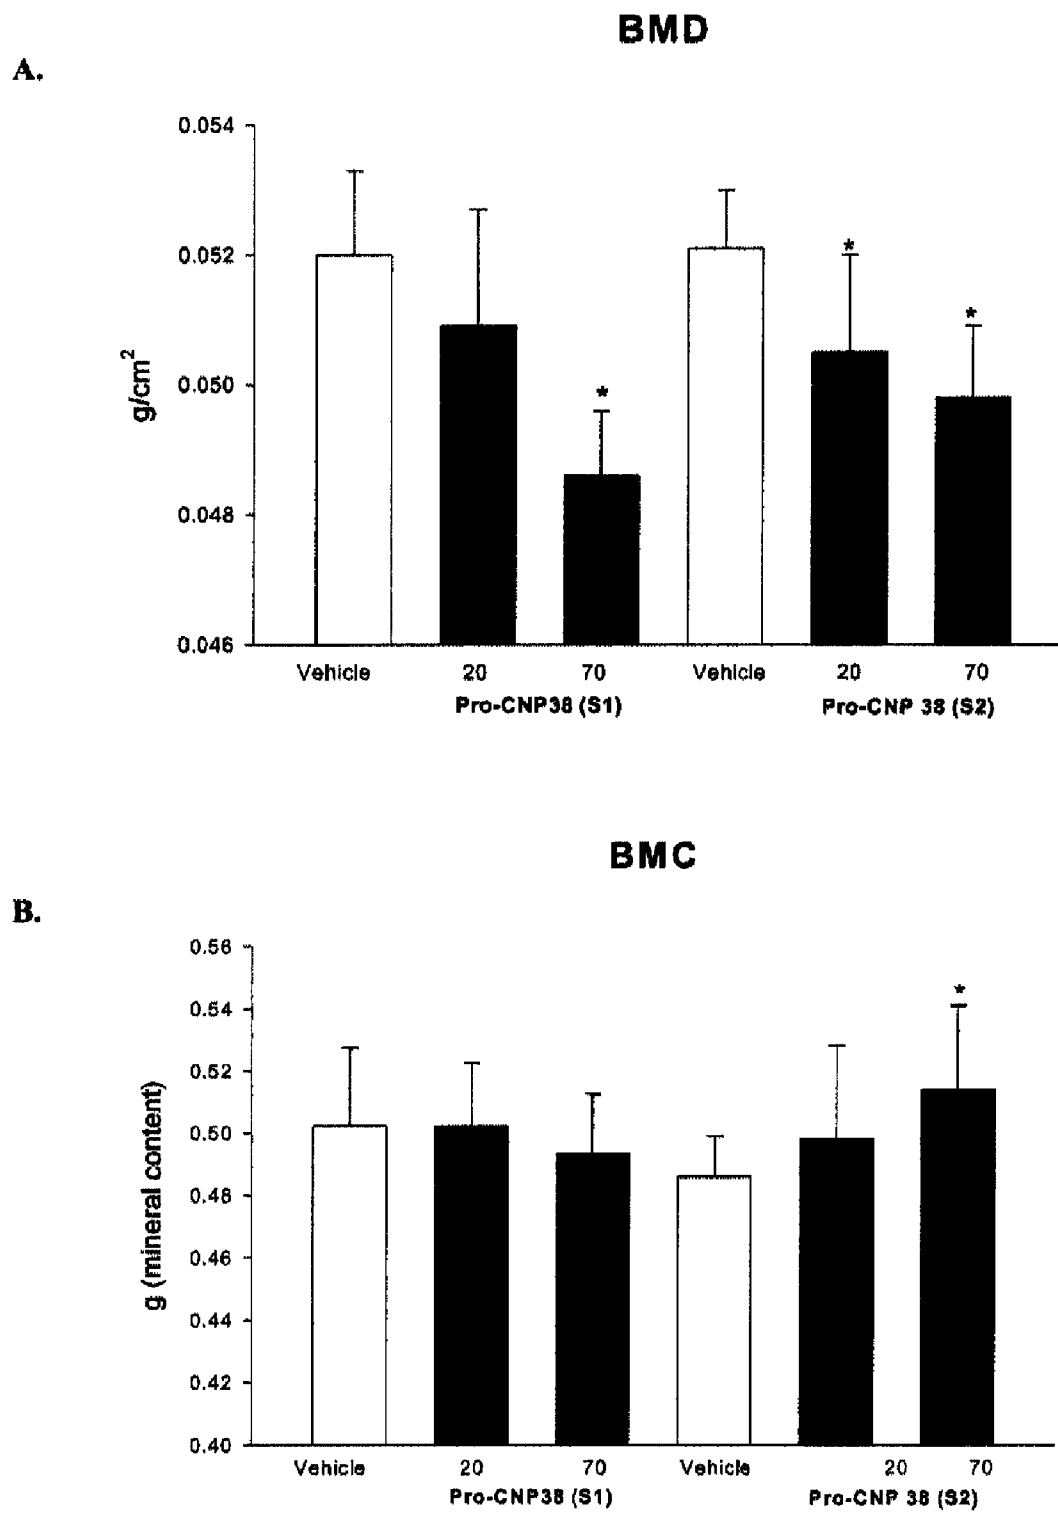 BMD
A.
0.054
0.052
0.050
0.048
0.046
g/cm²
*
*
*
Vehicle 20 70 Vehicle 20 70
Pro-CNP38 (S1) Pro-CNP 38 (S2)
BMC
B.
0.56
0.54
0.52
0.50
0.48
0.46
0.44
0.42
0.40
g (mineral content)
*
Vehicle 20 70 Vehicle 20 70
Pro-CNP38 (S1) Pro-CNP 38 (S2)